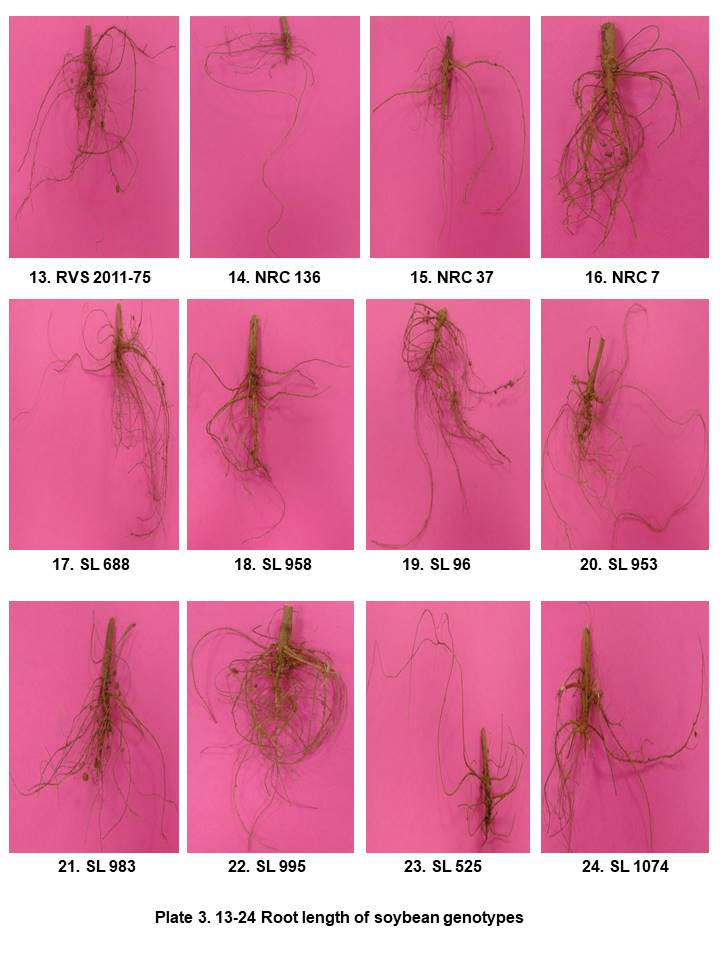 13. RVS 2011-75
14. NRC 136
15. NRC 37
16. NRC 7
17. SL 688
18. SL 958
19. SL 96
20. SL 953
21. SL 983
22. SL 995
23. SL 525
24. SL 1074
Plate 3. 13-24 Root length of soybean genotypes